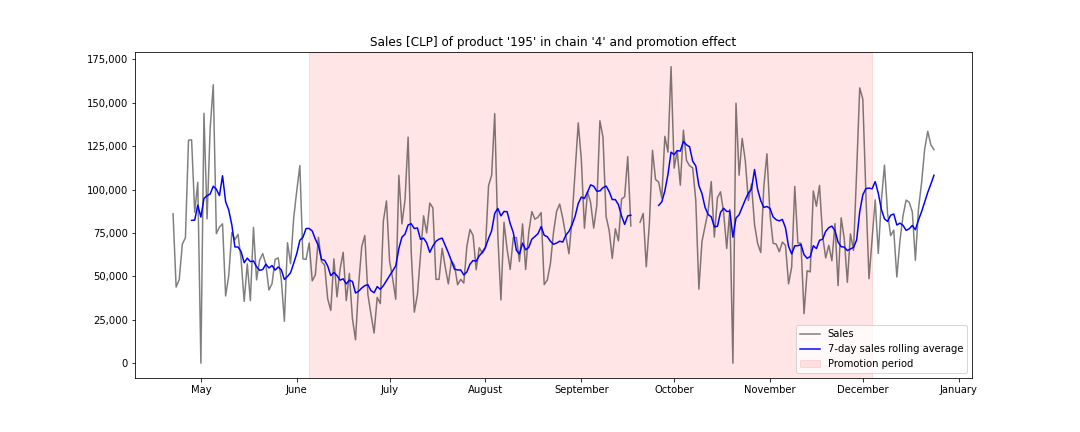 Sales [CLP] of product '195' in chain '4' and promotion effect
175,000
150,000
125,000
100,000
75,000
50,000
25,000
0
May June July August September October November December January
Sales
7-day sales rolling average
Promotion period